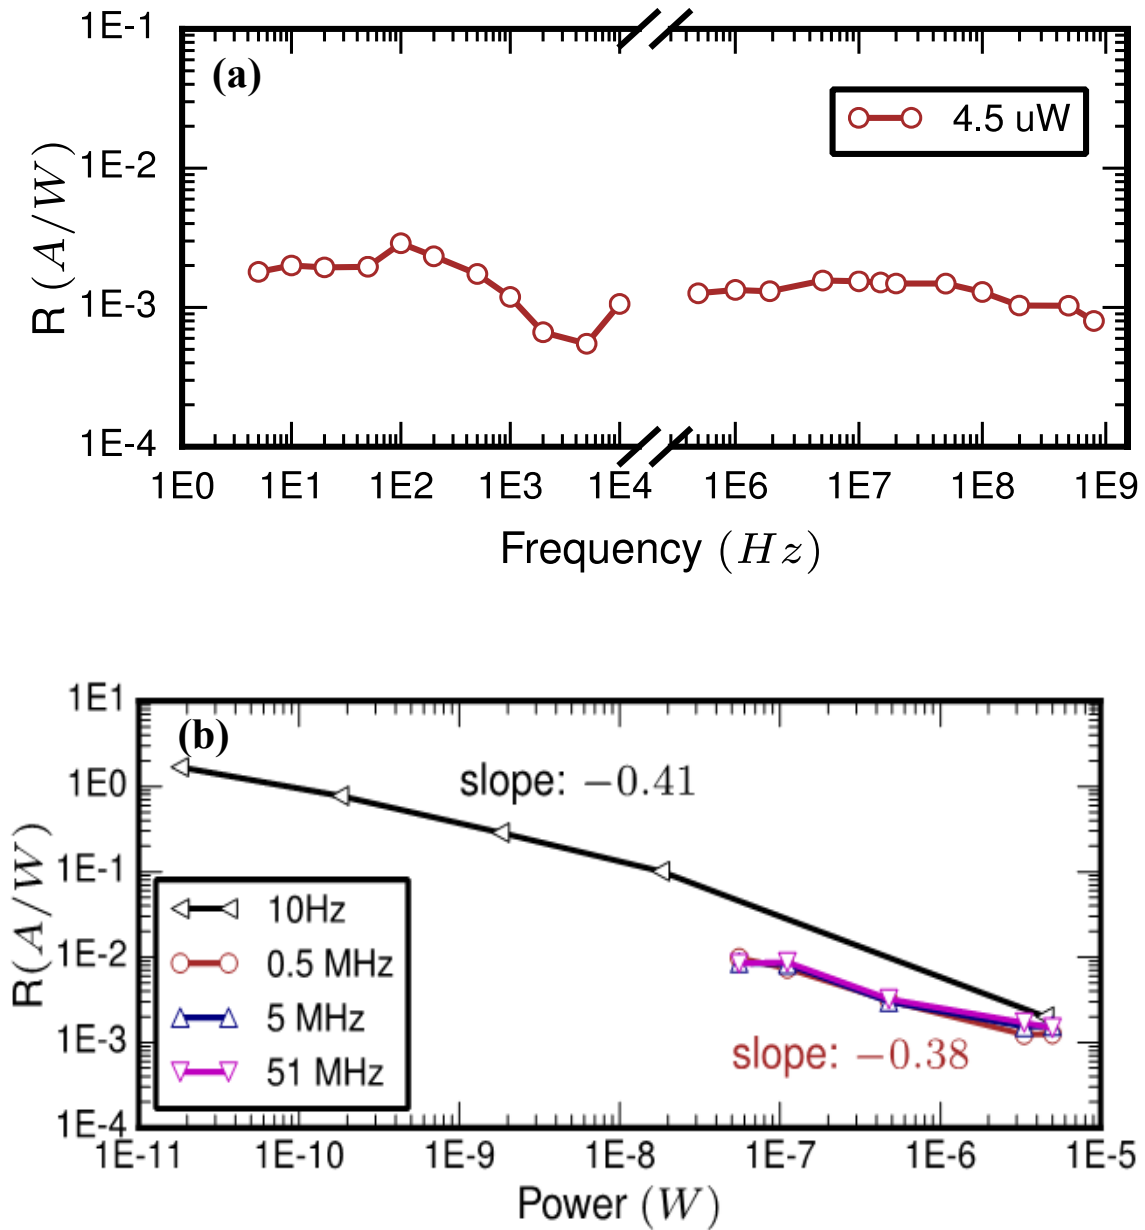 1E-1
(a)
4.5 uW
1E-2
R (A/W)
1E-3
1E-4
1E0 1E1 1E2 1E3 1E4 1E6 1E7 1E8 1E9
Frequency (Hz)
1E1
(b)
slope: −0.41
1E0
R(A/W)
1E-1
10Hz
0.5 MHz
5 MHz
51 MHz
1E-2
slope: −0.38
1E-3
1E-4
1E-11 1E-10 1E-9 1E-8 1E-7 1E-6 1E-5
Power (W)